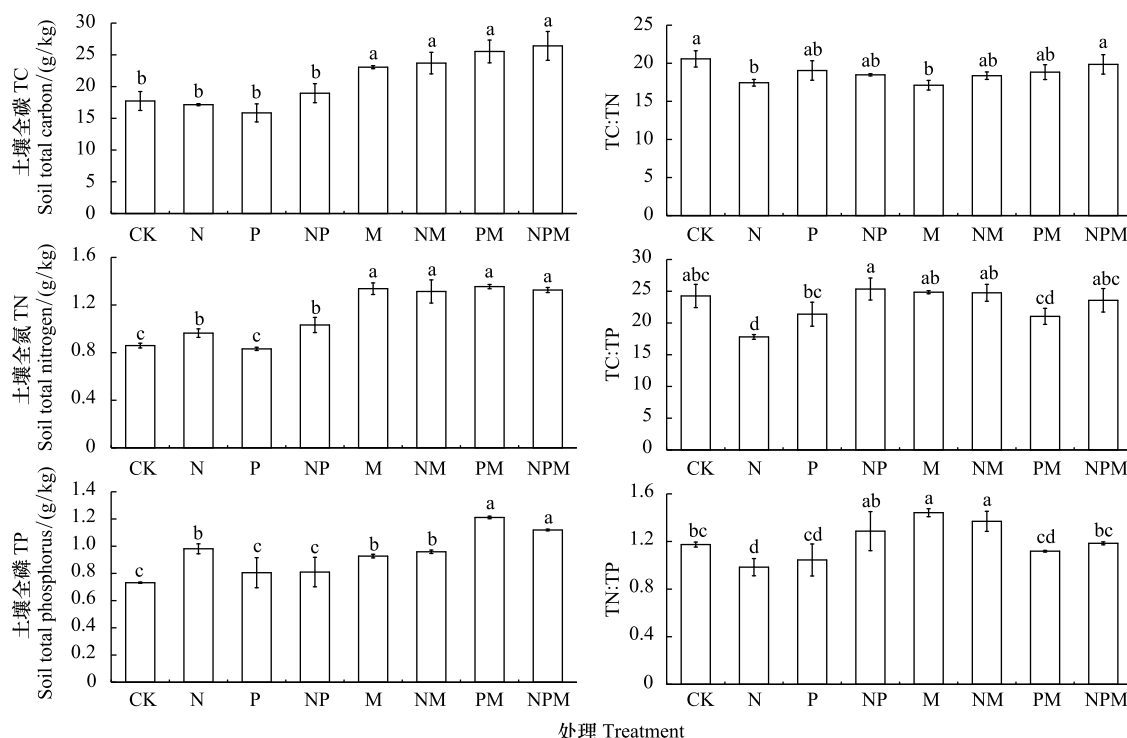 土壤全碳 TC
Soil total carbon/(g/kg)
30
25
20
15
10
5
0
b
b
b
b
a
a
a
a
CK N P NP M NM PM NPM
TC:TN
25
20
15
10
5
0
a
b
ab
ab
b
ab
ab
a
CK N P NP M NM PM NPM
土壤全氮 TN
Soil total nitrogen/(g/kg)
1.6
1.2
0.8
0.4
0
c
b
c
b
a
a
a
a
CK N P NP M NM PM NPM
TC:TP
30
25
20
15
10
5
0
abc
d
bc
a
ab
ab
cd
abc
CK N P NP M NM PM NPM
土壤全磷 TP
Soil total phosphorus/(g/kg)
1.4
1.2
1.0
0.8
0.6
0.4
0.2
0
c
b
c
c
b
b
a
a
CK N P NP M NM PM NPM
TN:TP
1.6
1.2
0.8
0.4
0
bc
d
cd
ab
a
a
cd
bc
CK N P NP M NM PM NPM
处理 Treatment